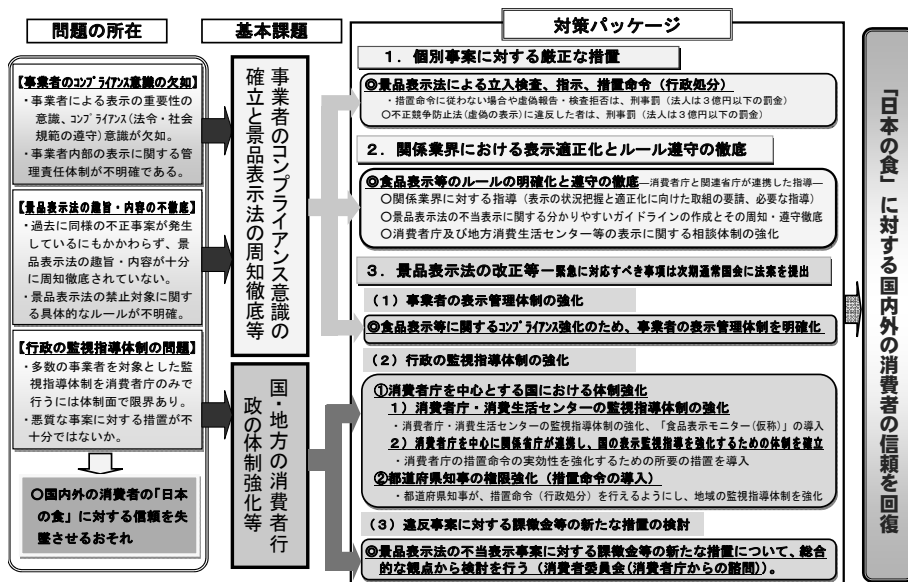 問題の所在
【事業者のｺﾝﾌﾟﾗｲｱﾝｽ意識の欠如】
・事業者による表示の重要性の
意識、ｺﾝﾌﾟﾗｲｱﾝｽ(法令・社会
規範の遵守)意識が欠如。
・事業者内部の表示に関する管
理責任体制が不明確である。
【景品表示法の趣旨・内容の不徹底】
・過去に同様の不正事案が発生
しているにもかかわらず、景
品表示法の趣旨・内容が十分
に周知徹底されていない。
・景品表示法の禁止対象に関す
る具体的なルールが不明確。
【行政の監視指導体制の問題】
・多数の事業者を対象とした監
視指導体制を消費者庁のみで
行うには体制面で限界あり。
・悪質な事案に対する措置が不
十分ではないか。
○国内外の消費者の「日本
の食」に対する信頼を失
墜させるおそれ
基本課題
事業者のコンプライアンス意識の
確立と景品表示法の周知徹底等
国・地方の消費者行
政の体制強化等
対策パッケージ
１．個別事案に対する厳正な措置
◎景品表示法による立入検査、指示、措置命令（行政処分）
・措置命令に従わない場合や虚偽報告・検査拒否は、刑事罰（法人は３億円以下の罰金）
○不正競争防止法(虚偽の表示)に違反した者は、刑事罰（法人は３億円以下の罰金）
２．関係業界における表示適正化とルール遵守の徹底
◎食品表示等のルールの明確化と遵守の徹底―消費者庁と関連省庁が連携した指導―
○関係業界に対する指導（表示の状況把握と適正化に向けた取組の要請、必要な指導）
○景品表示法の不当表示に関する分かりやすいガイドラインの作成とその周知・遵守徹底
○消費者庁及び地方消費生活センター等の表示に関する相談体制の強化
３．景品表示法の改正等―緊急に対応すべき事項は次期通常国会に法案を提出
（１）事業者の表示管理体制の強化
◎食品表示等に関するｺﾝﾌﾟﾗｲｱﾝｽ強化のため、事業者の表示管理体制を明確化
（２）行政の監視指導体制の強化
①消費者庁を中心とする国における体制強化
１）消費者庁・消費生活センターの監視指導体制の強化
・消費者庁・消費生活センターの監視指導体制の強化、「食品表示モニター(仮称)」の導入
２）消費者庁を中心に関係省庁が連携し、国の表示監視指導を強化するための体制を確立
・消費者庁の措置命令の実効性を強化するための所要の措置を導入
②都道府県知事の権限強化（措置命令の導入）
・都道府県知事が、措置命令（行政処分）を行えるようにし、地域の監視指導体制を強化
（３）違反事案に対する課徴金等の新たな措置の検討
◎景品表示法の不当表示事案に対する課徴金等の新たな措置について、総合
的な観点から検討を行う（消費者委員会(消費者庁からの諮問)）。
「日本の食」に対する国内外の消費者の信頼を回復